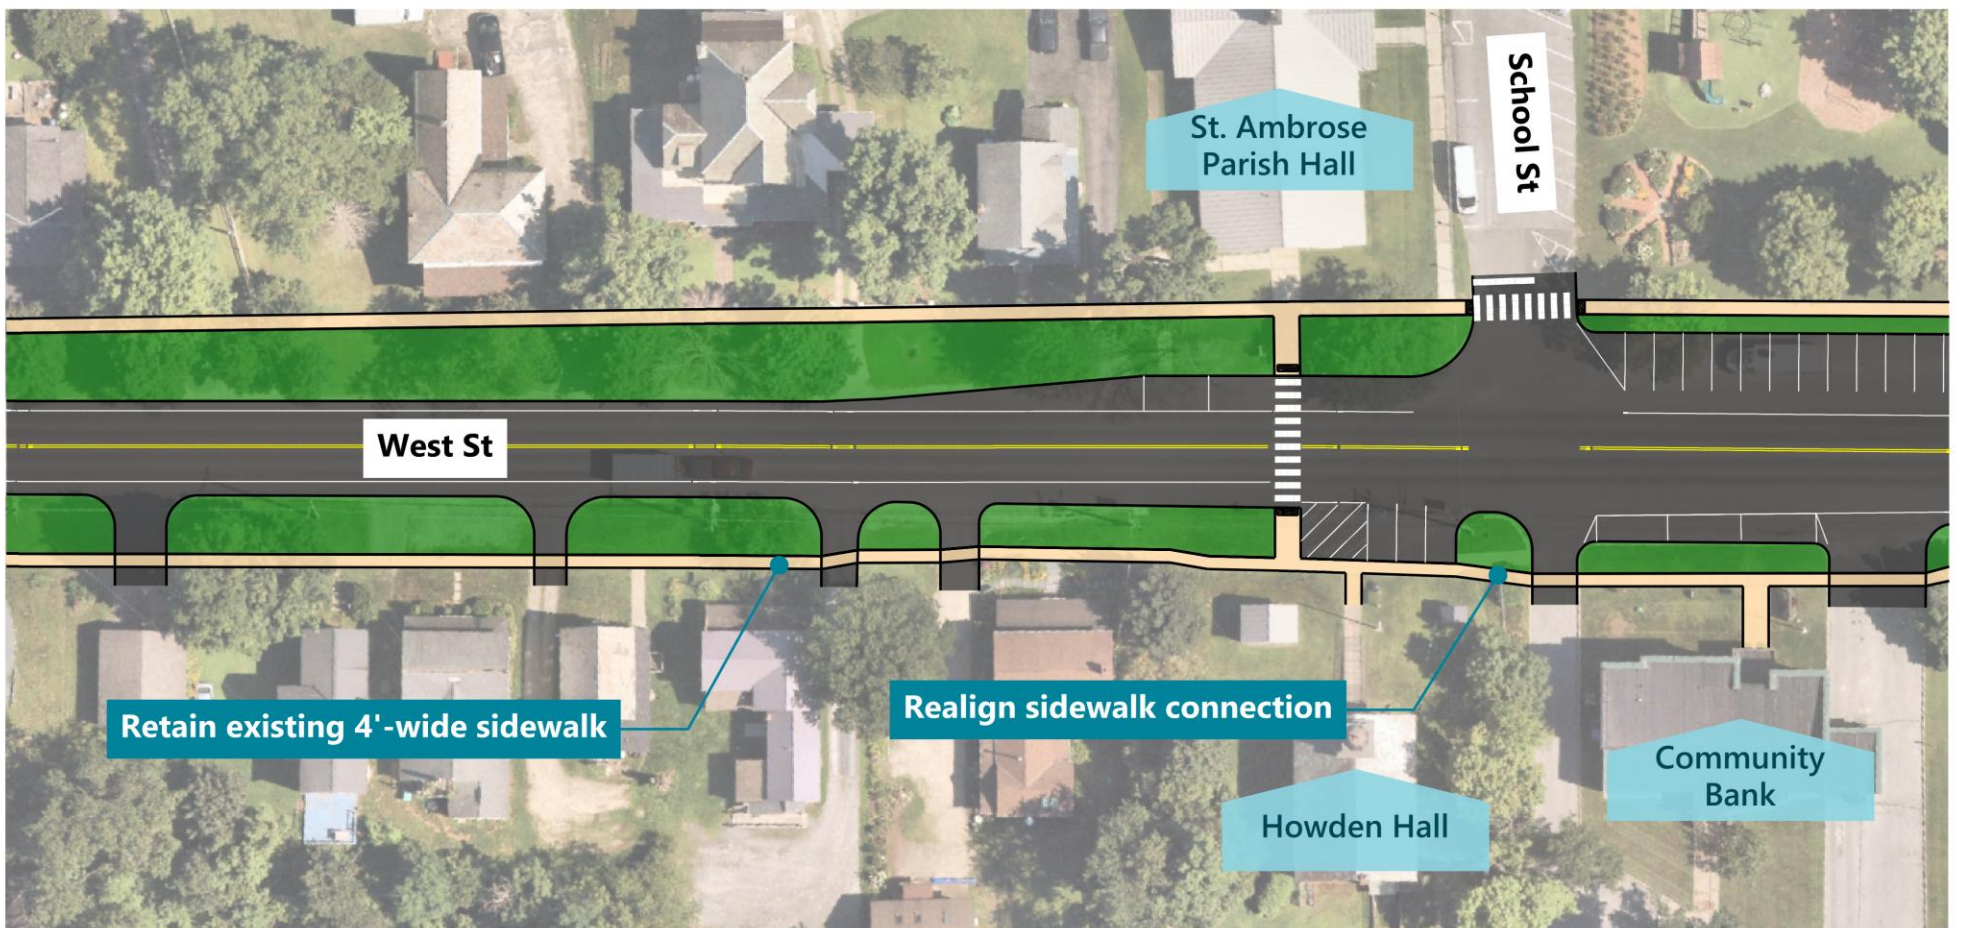 School St
St. Ambrose
Parish Hall
West St
Retain existing 4'-wide sidewalk
Realign sidewalk connection
Community
Bank
Howden Hall